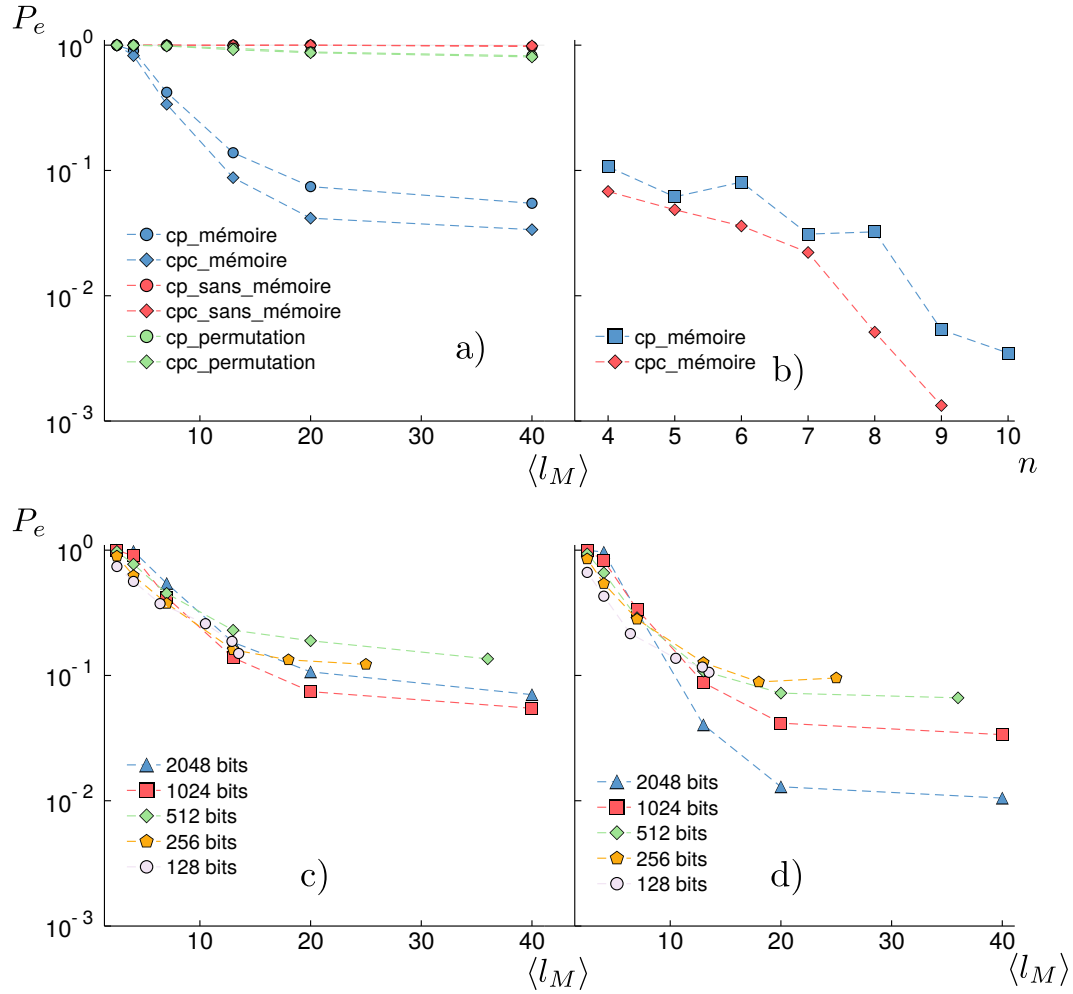 P_e
10^0
10^-1
10^-2
10^-3
cp_mémoire
cpc_mémoire
cp_sans_mémoire
cpc_sans_mémoire
cp_permutation
cpc_permutation
a)
10 20 30 40
⟨l_M⟩
cp_mémoire
cpc_mémoire
b)
4 5 6 7 8 9 10
n
P_e
10^0
10^-1
10^-2
10^-3
2048 bits
1024 bits
512 bits
256 bits
128 bits
c)
10 20 30 40
⟨l_M⟩
2048 bits
1024 bits
512 bits
256 bits
128 bits
d)
10 20 30 40
⟨l_M⟩